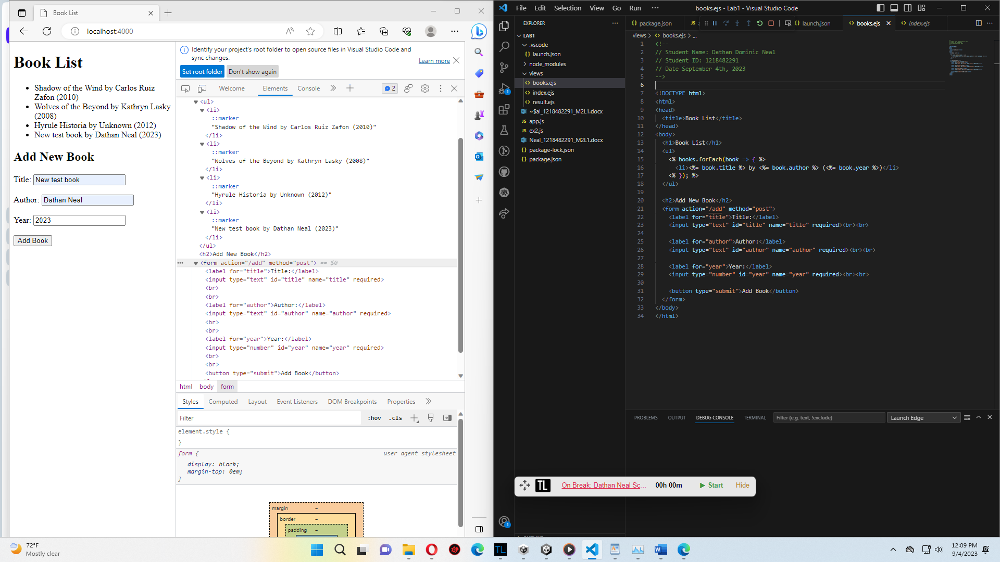 Book List
localhost:4000
Book List
Shadow of the Wind by Carlos Ruiz
Zafon (2010)
Wolves of the Beyond by Kathryn Lasky
(2008)
Hyrule Historia by Unknown (2012)
New test book by Dathan Neal (2023)
Add New Book
Title: New test book
Author: Dathan Neal
Year: 2023
Add Book
Identify your project's root folder to open source files in Visual Studio Code and
sync changes.
Learn more
Set root folder Don't show again
Welcome Elements Console 2
<ul>
<li>
::marker
"Shadow of the Wind by Carlos Ruiz Zafon (2010)"
</li>
<li>
::marker
"Wolves of the Beyond by Kathryn Lasky (2008)"
</li>
<li>
::marker
"Hyrule Historia by Unknown (2012)"
</li>
<li>
::marker
"New test book by Dathan Neal (2023)"
</li>
</ul>
<h2>Add New Book</h2>
<form action="/add" method="post"> == $0
<label for="title">Title:</label>
<input type="text" id="title" name="title" required>
<br>
<br>
<label for="author">Author:</label>
<input type="text" id="author" name="author" required>
<br>
<br>
<label for="year">Year:</label>
<input type="number" id="year" name="year" required>
<br>
<br>
<button type="submit">Add Book</button>
html body form
Styles Computed Layout Event Listeners DOM Breakpoints Properties
Filter :hov .cls
element.style {
}
form { user agent stylesheet
display: block;
margin-top: 0em;
}
margin –
border –
padding –
File Edit Selection View Go Run ··· books.ejs - Lab1 - Visual Studio Code
EXPLORER
LAB1
.vscode
launch.json
node_modules
views
books.ejs
index.ejs
result.ejs
~$al_1218482291_M2L1.docx
app.js
ex2.js
Neal_1218482291_M2L1.docx
package-lock.json
package.json
package.json JS launch.json books.ejs index.ejs
views > books.ejs > ...
1 <!--
2 // Student Name: Dathan Dominic Neal
3 // Student ID: 1218482291
4 // Date September 4th, 2023
5 -->
6
7 <!DOCTYPE html>
8 <html>
9 <head>
10 <title>Book List</title>
11 </head>
12 <body>
13 <h1>Book List</h1>
14 <ul>
15 <% books.forEach(book => { %>
16 <li><%= book.title %> by <%= book.author %> (<%= book.year %>)</li>
17 <% }); %>
18 </ul>
19
20 <h2>Add New Book</h2>
21 <form action="/add" method="post">
22 <label for="title">Title:</label>
23 <input type="text" id="title" name="title" required><br><br>
24
25 <label for="author">Author:</label>
26 <input type="text" id="author" name="author" required><br><br>
27
28 <label for="year">Year:</label>
29 <input type="number" id="year" name="year" required><br><br>
30
31 <button type="submit">Add Book</button>
32 </form>
33 </body>
34 </html>
PROBLEMS OUTPUT DEBUG CONSOLE TERMINAL Filter (e.g. text, !exclude) Launch Edge
TL On Break: Dathan Neal Sc... 00h 00m Start Hide
72°F
Mostly clear
12:09 PM
9/4/2023